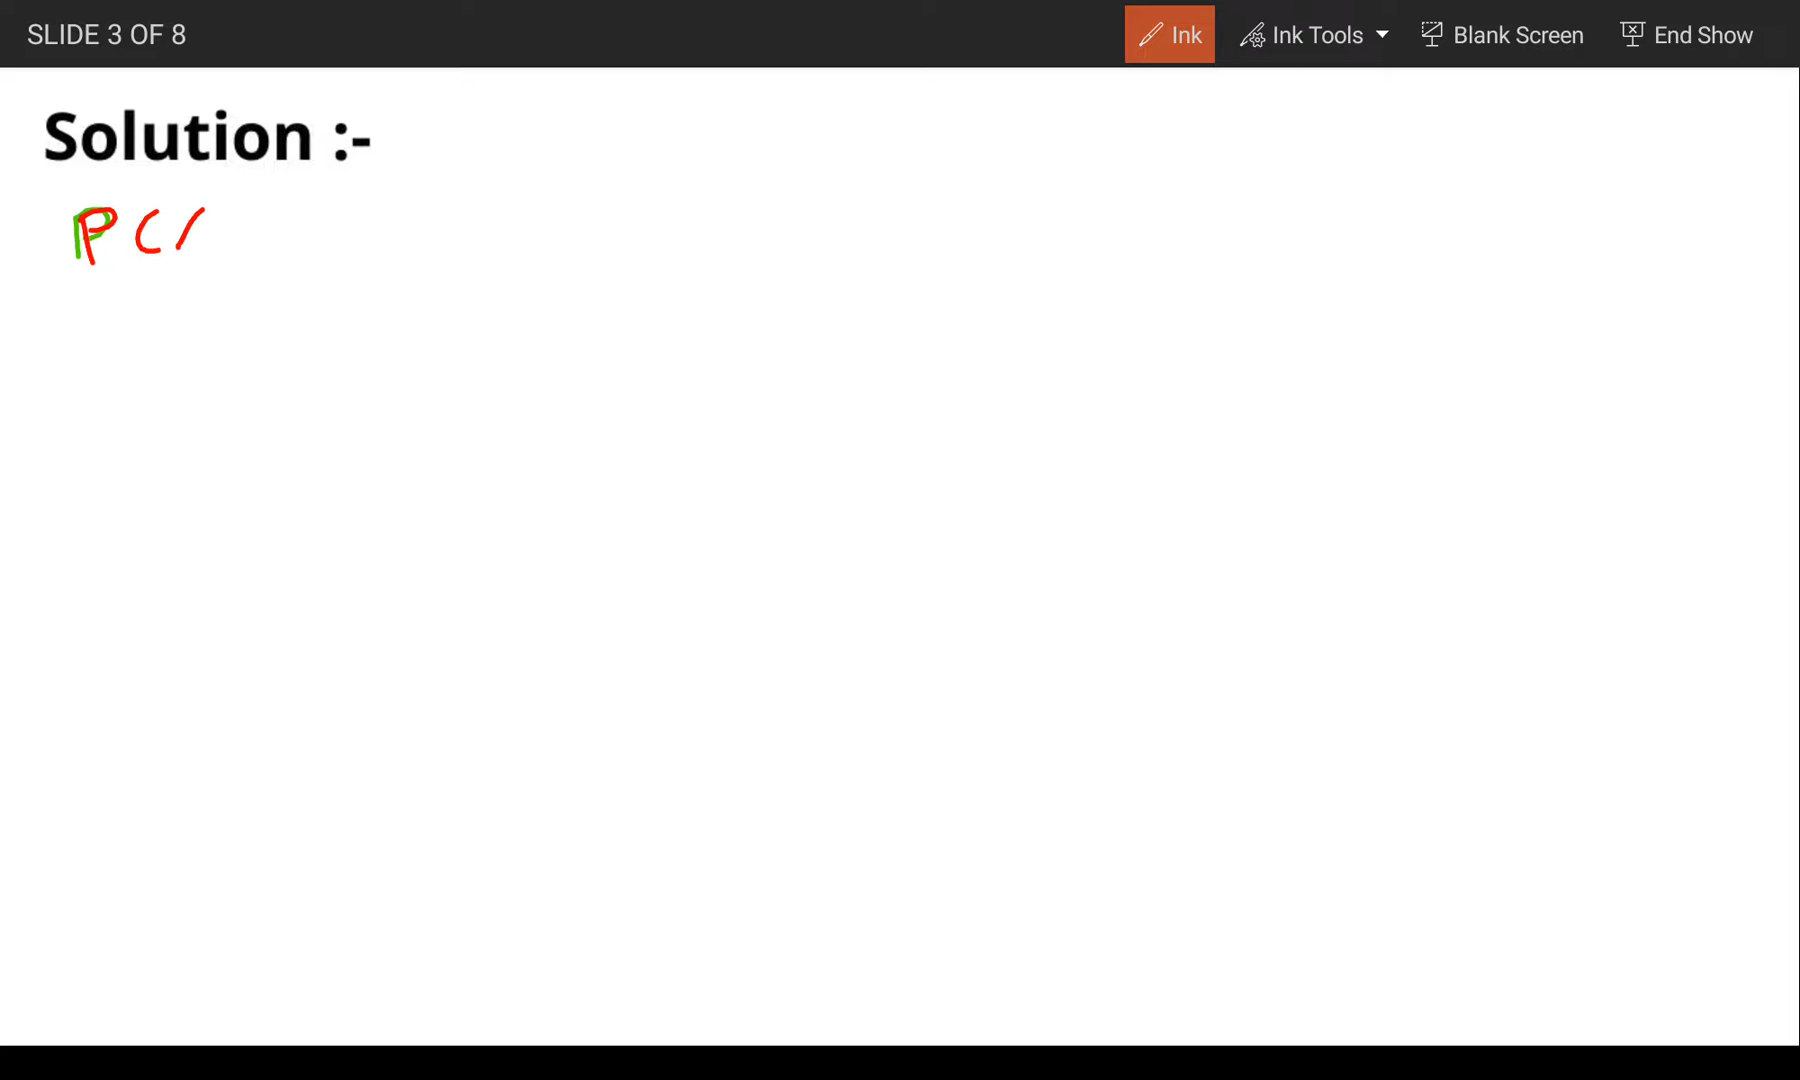 SLIDE 3 OF 8 Ink Ink Tools Blank Screen End Show
Solution :-
P C